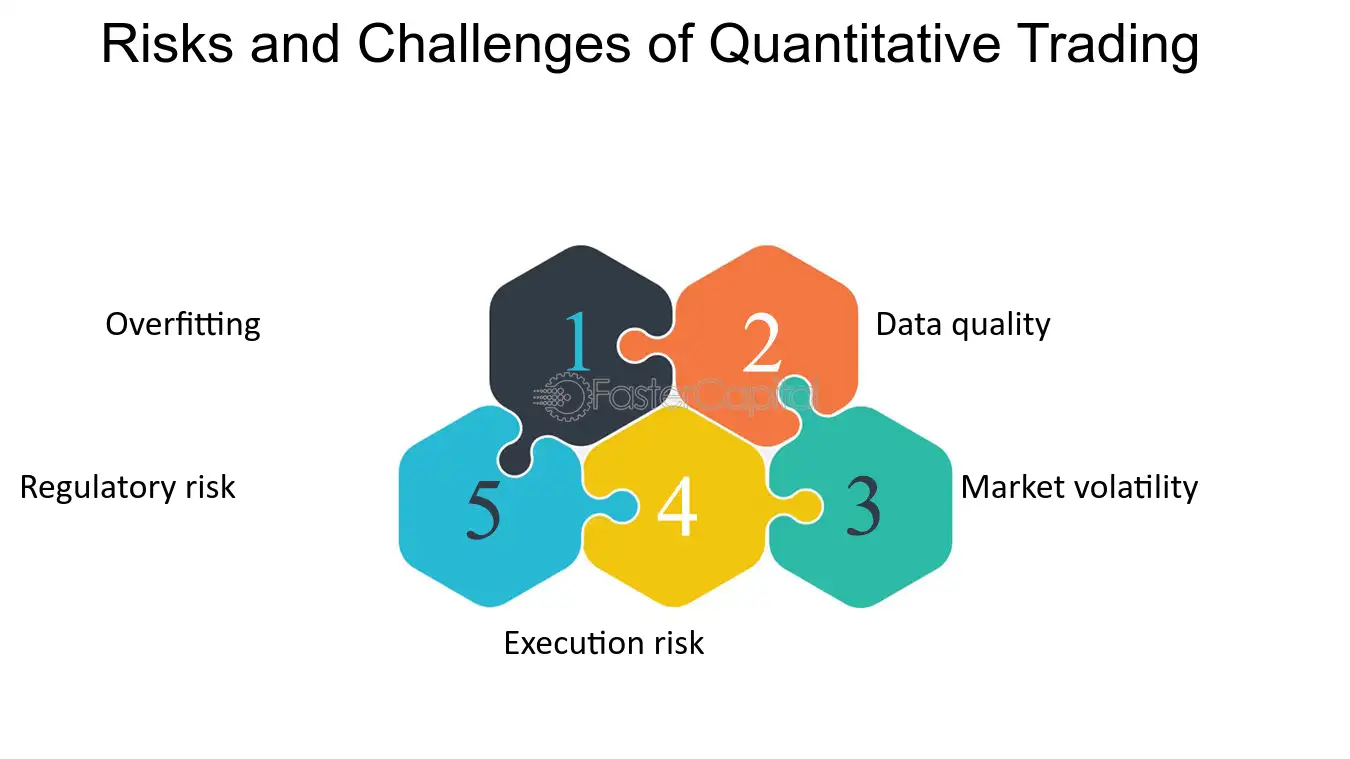 Risks and Challenges of Quantitative Trading
Overfitting
1
2
Data quality
FasterCapital
Regulatory risk
5
4
3
Market volatility
Execution risk